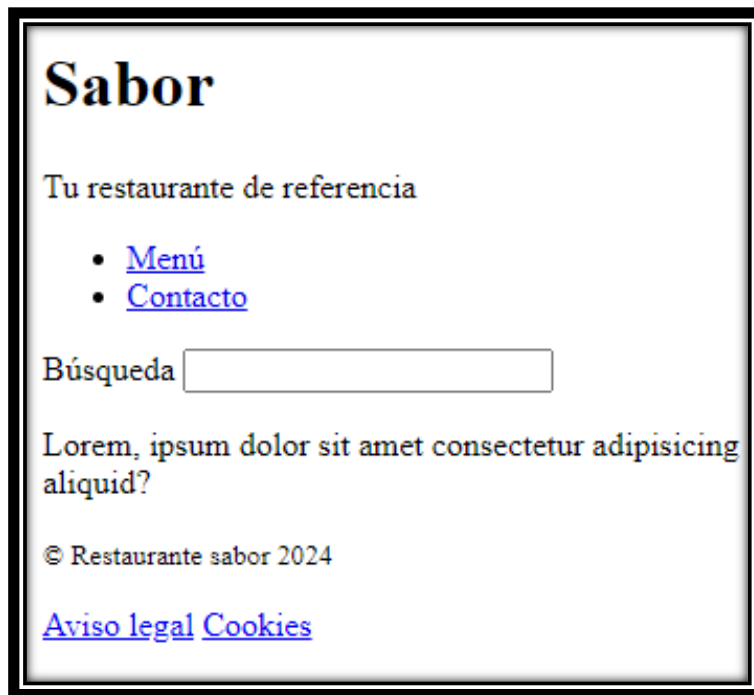 Sabor
Tu restaurante de referencia
Menú
Contacto
Búsqueda
Lorem, ipsum dolor sit amet consectetur adipisicing
aliquid?
© Restaurante sabor 2024
Aviso legal Cookies